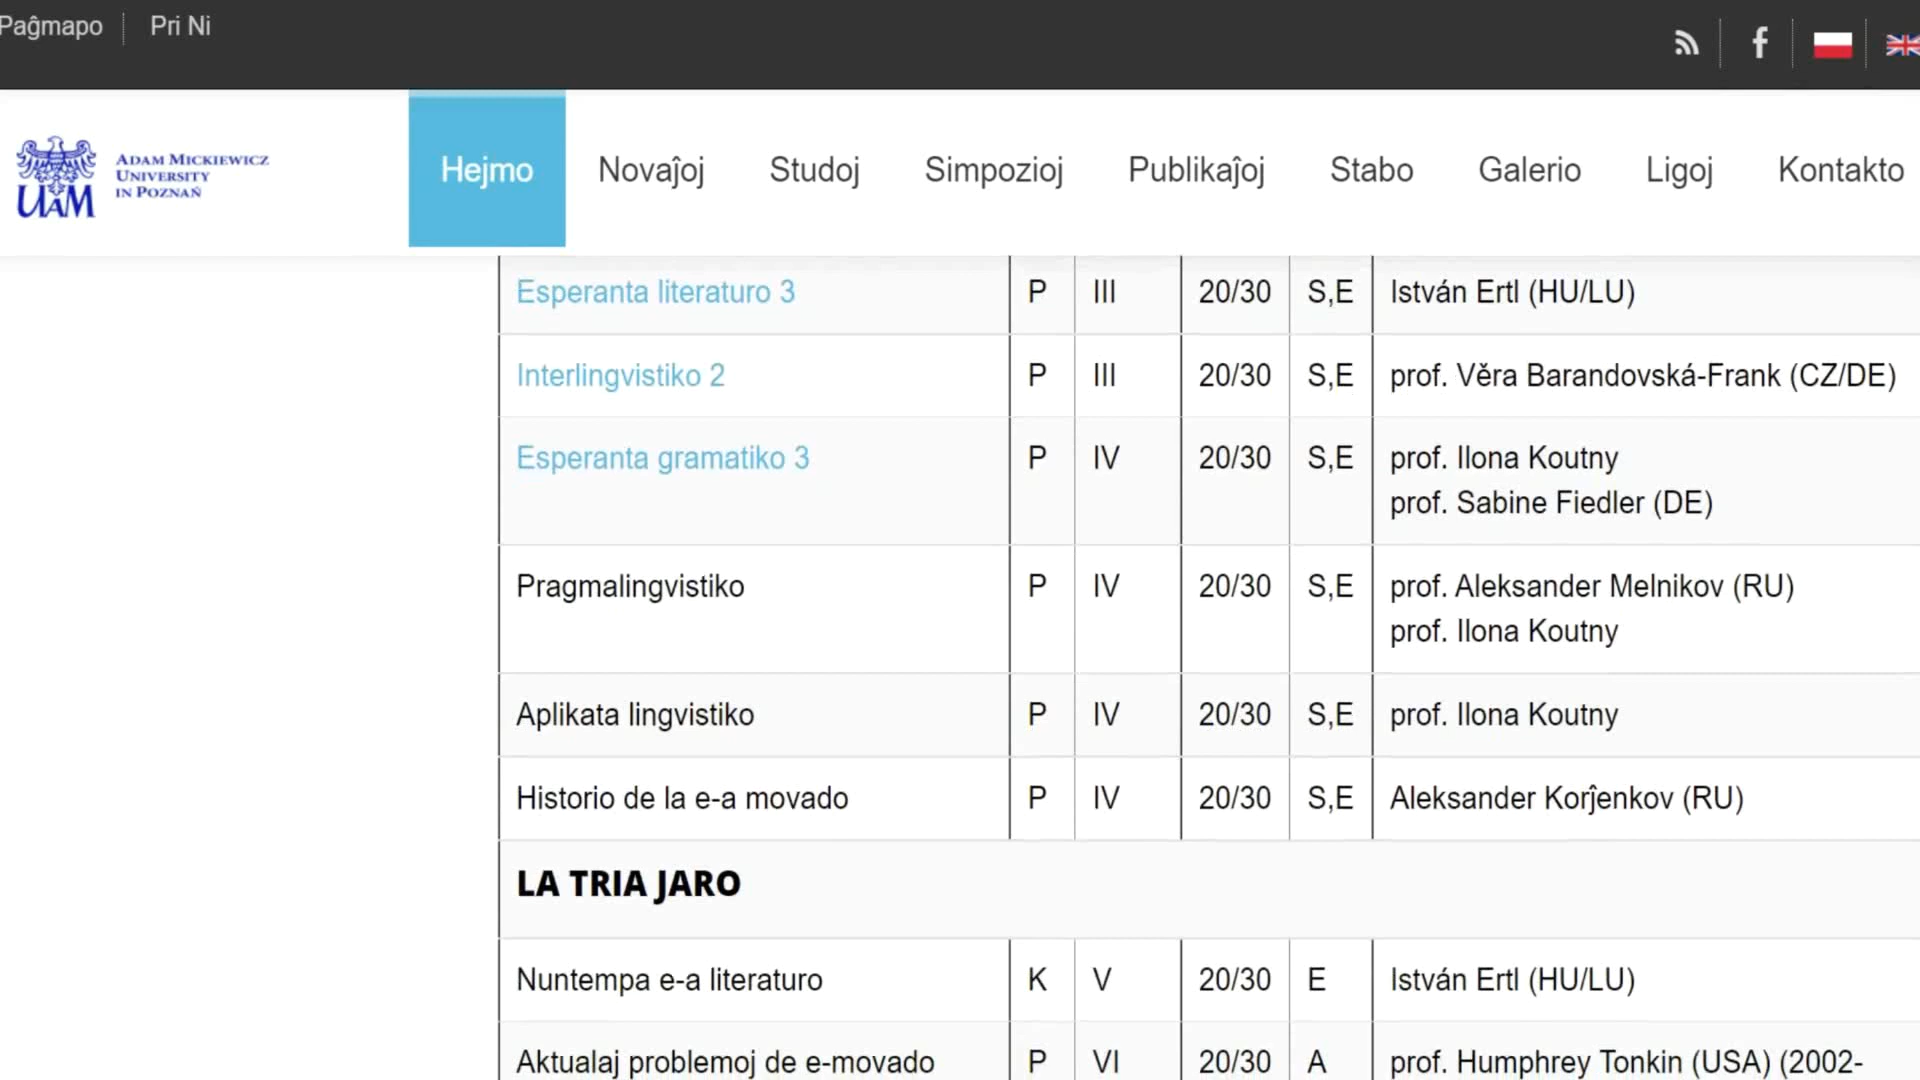 Paĝmapo
Pri Ni
ADAM MICKIEWICZ
UNIVERSITY
IN POZNAŃ
UAM
Hejmo Novaĵoj Studoj Simpozioj Publikaĵoj Stabo Galerio Ligoj Kontakto
Esperanta literaturo 3 P III 20/30 S,E István Ertl (HU/LU)
Interlingvistiko 2 P III 20/30 S,E prof. Věra Barandovská-Frank (CZ/DE)
Esperanta gramatiko 3 P IV 20/30 S,E prof. Ilona Koutny
prof. Sabine Fiedler (DE)
Pragmalingvistiko P IV 20/30 S,E prof. Aleksander Melnikov (RU)
prof. Ilona Koutny
Aplikata lingvistiko P IV 20/30 S,E prof. Ilona Koutny
Historio de la e-a movado P IV 20/30 S,E Aleksander Korĵenkov (RU)
LA TRIA JARO
Nuntempa e-a literaturo K V 20/30 E István Ertl (HU/LU)
Aktualaj problemoj de e-movado P VI 20/30 A prof. Humphrey Tonkin (USA) (2002-